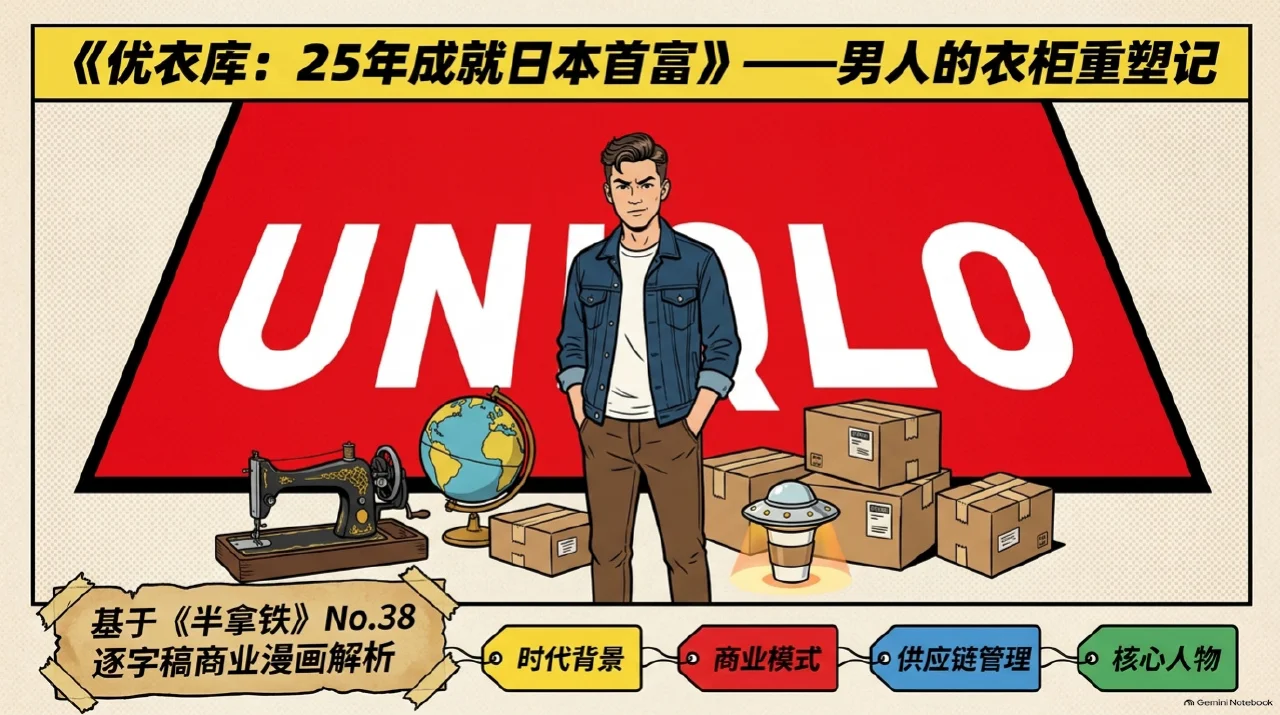 《优衣库：25年成就日本首富》——男人的衣柜重塑记
UNIQLO
基于《半拿铁》No.38
逐字稿商业漫画解析
时代背景
商业模式
供应链管理
核心人物
Gemini Notebook